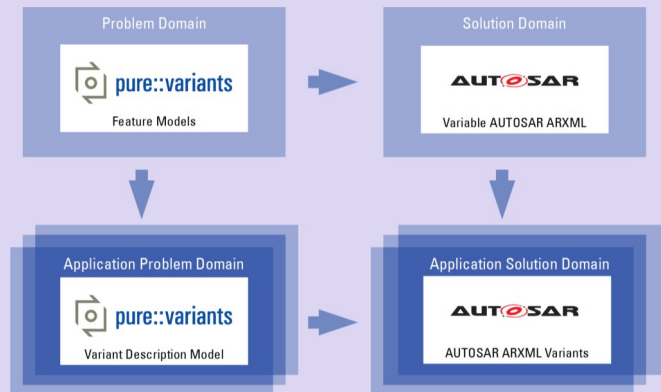 Problem Domain
pure::variants
Feature Models
Solution Domain
AUTOSAR
Variable AUTOSAR ARXML
Application Problem Domain
pure::variants
Variant Description Model
Application Solution Domain
AUTOSAR
AUTOSAR ARXML Variants